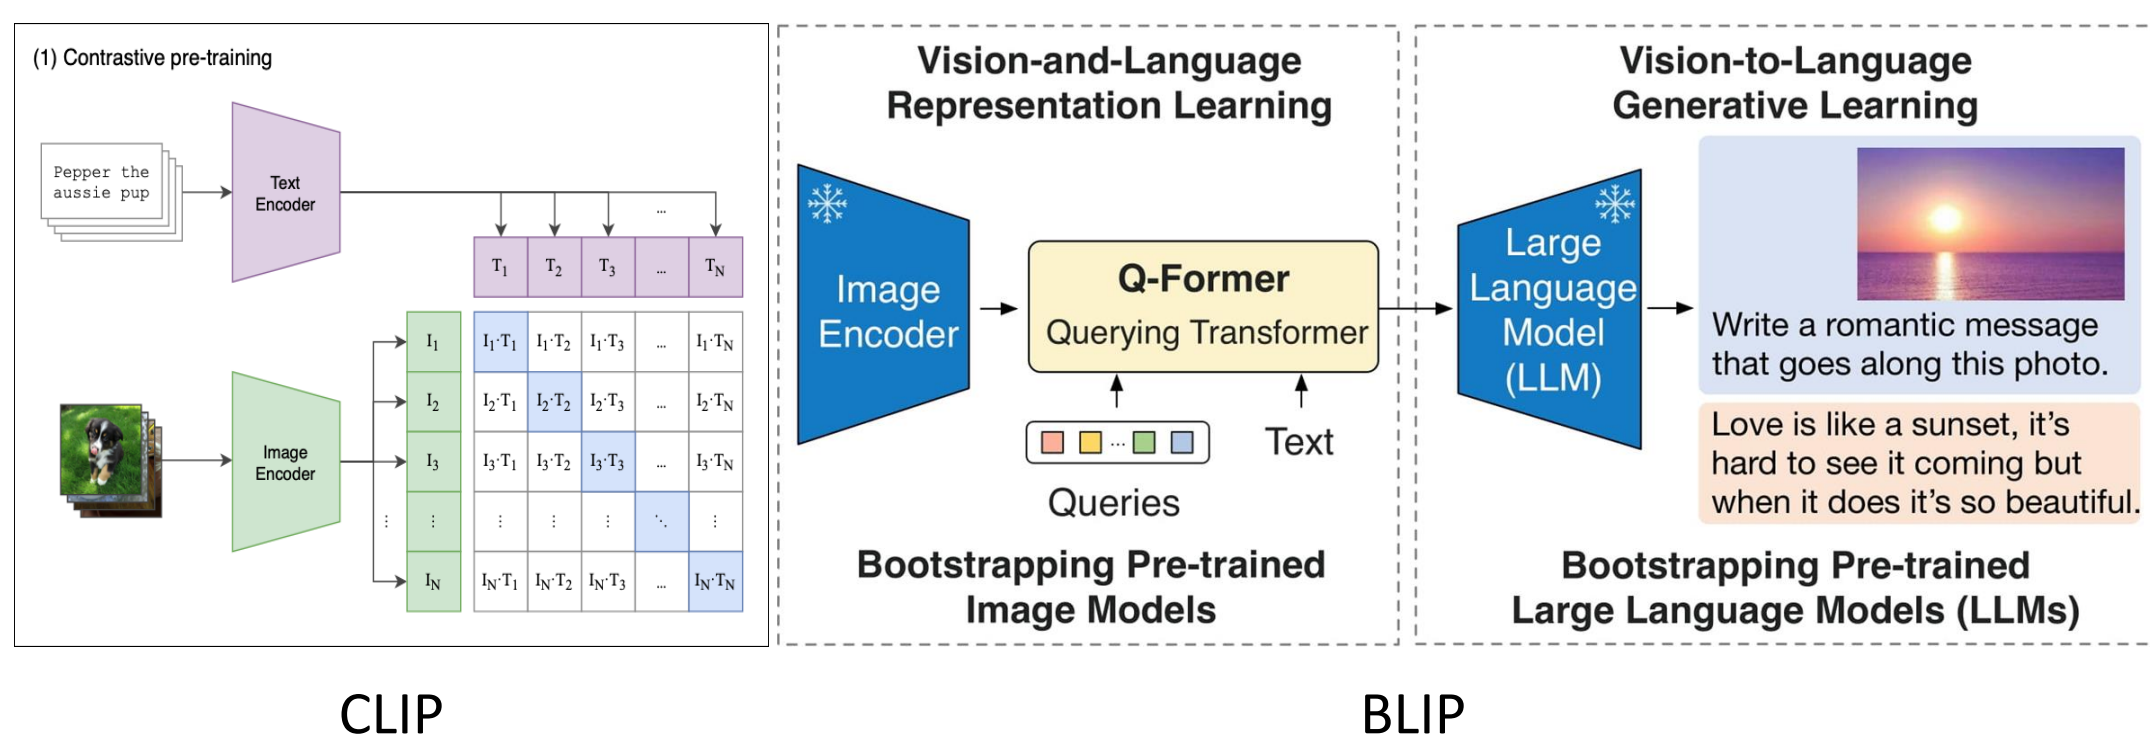 (1) Contrastive pre-training
Pepper the
aussie pup
Text
Encoder
...
T1 T2 T3 ... TN
Image
Encoder
I1 I1·T1 I1·T2 I1·T3 ... I1·TN
I2 I2·T1 I2·T2 I2·T3 ... I2·TN
I3 I3·T1 I3·T2 I3·T3 ... I3·TN
⋮ ⋮ ⋮ ⋮ ⋮ ⋱ ⋮
IN IN·T1 IN·T2 IN·T3 ... IN·TN
CLIP
Vision-and-Language
Representation Learning
Image
Encoder
Q-Former
Querying Transformer
...
Queries
Text
Bootstrapping Pre-trained
Image Models
Vision-to-Language
Generative Learning
Large
Language
Model
(LLM)
Write a romantic message
that goes along this photo.
Love is like a sunset, it's
hard to see it coming but
when it does it's so beautiful.
Bootstrapping Pre-trained
Large Language Models (LLMs)
BLIP